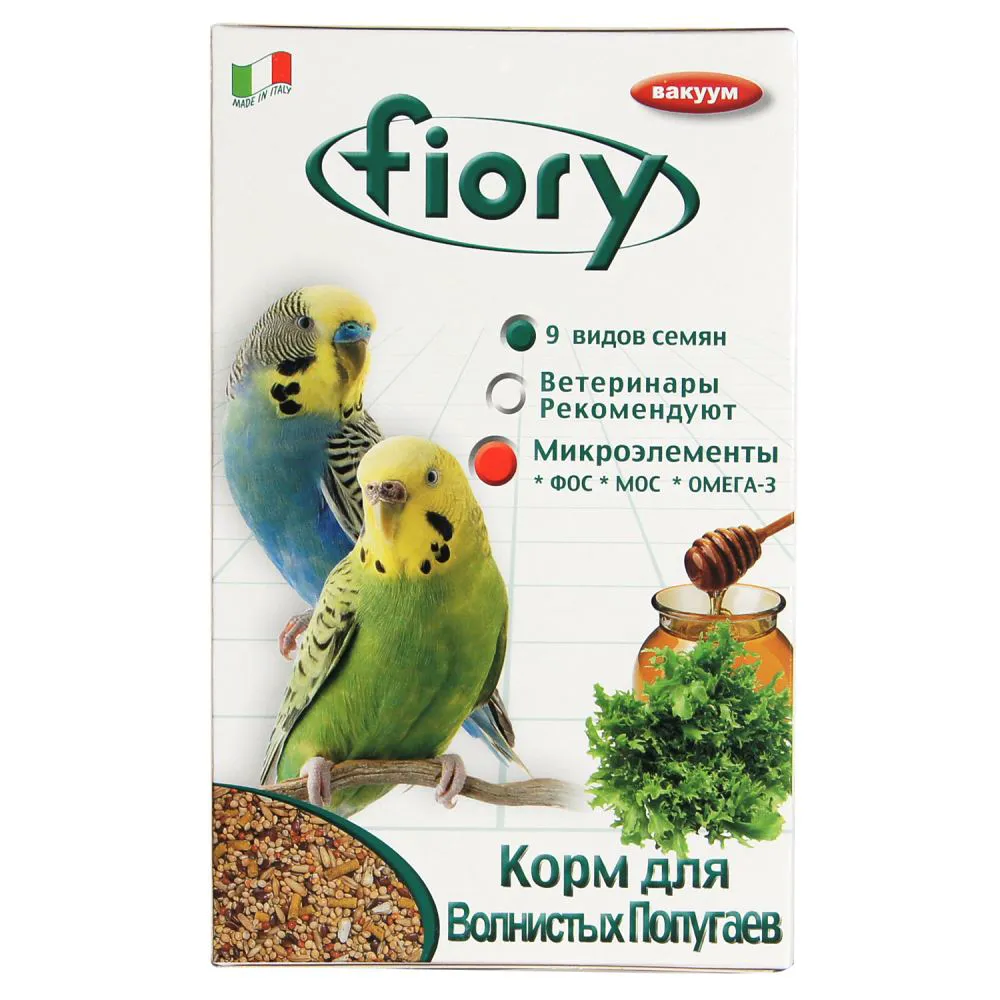 MADE IN ITALY
вакуум
fiory
9 видов семян
Ветеринары
Рекомендуют
Микроэлементы
* ФОС * МОС * ОМЕГА-3
Корм для
Волнистых Попугаев